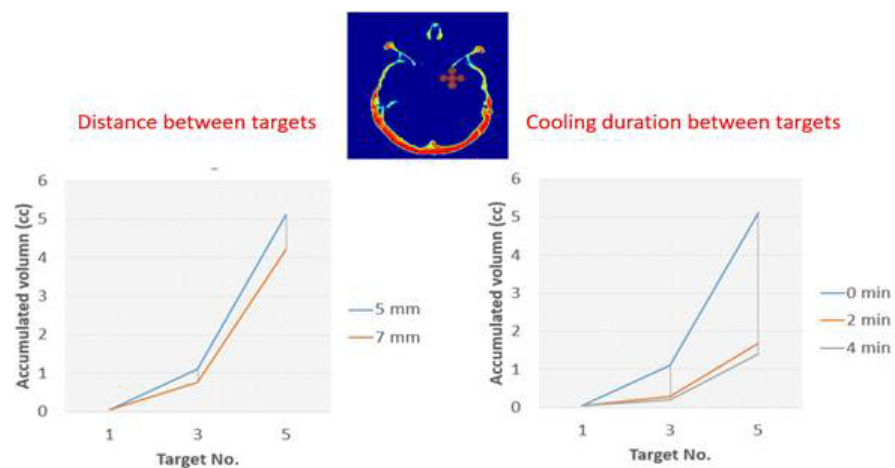 Distance between targets
Cooling duration between targets
Accumulated volumn (cc)
6
5
4
3
2
1
0
1 3 5
Target No.
5 mm
7 mm
Accumulated volumn (cc)
6
5
4
3
2
1
0
1 3 5
Target No.
0 min
2 min
4 min